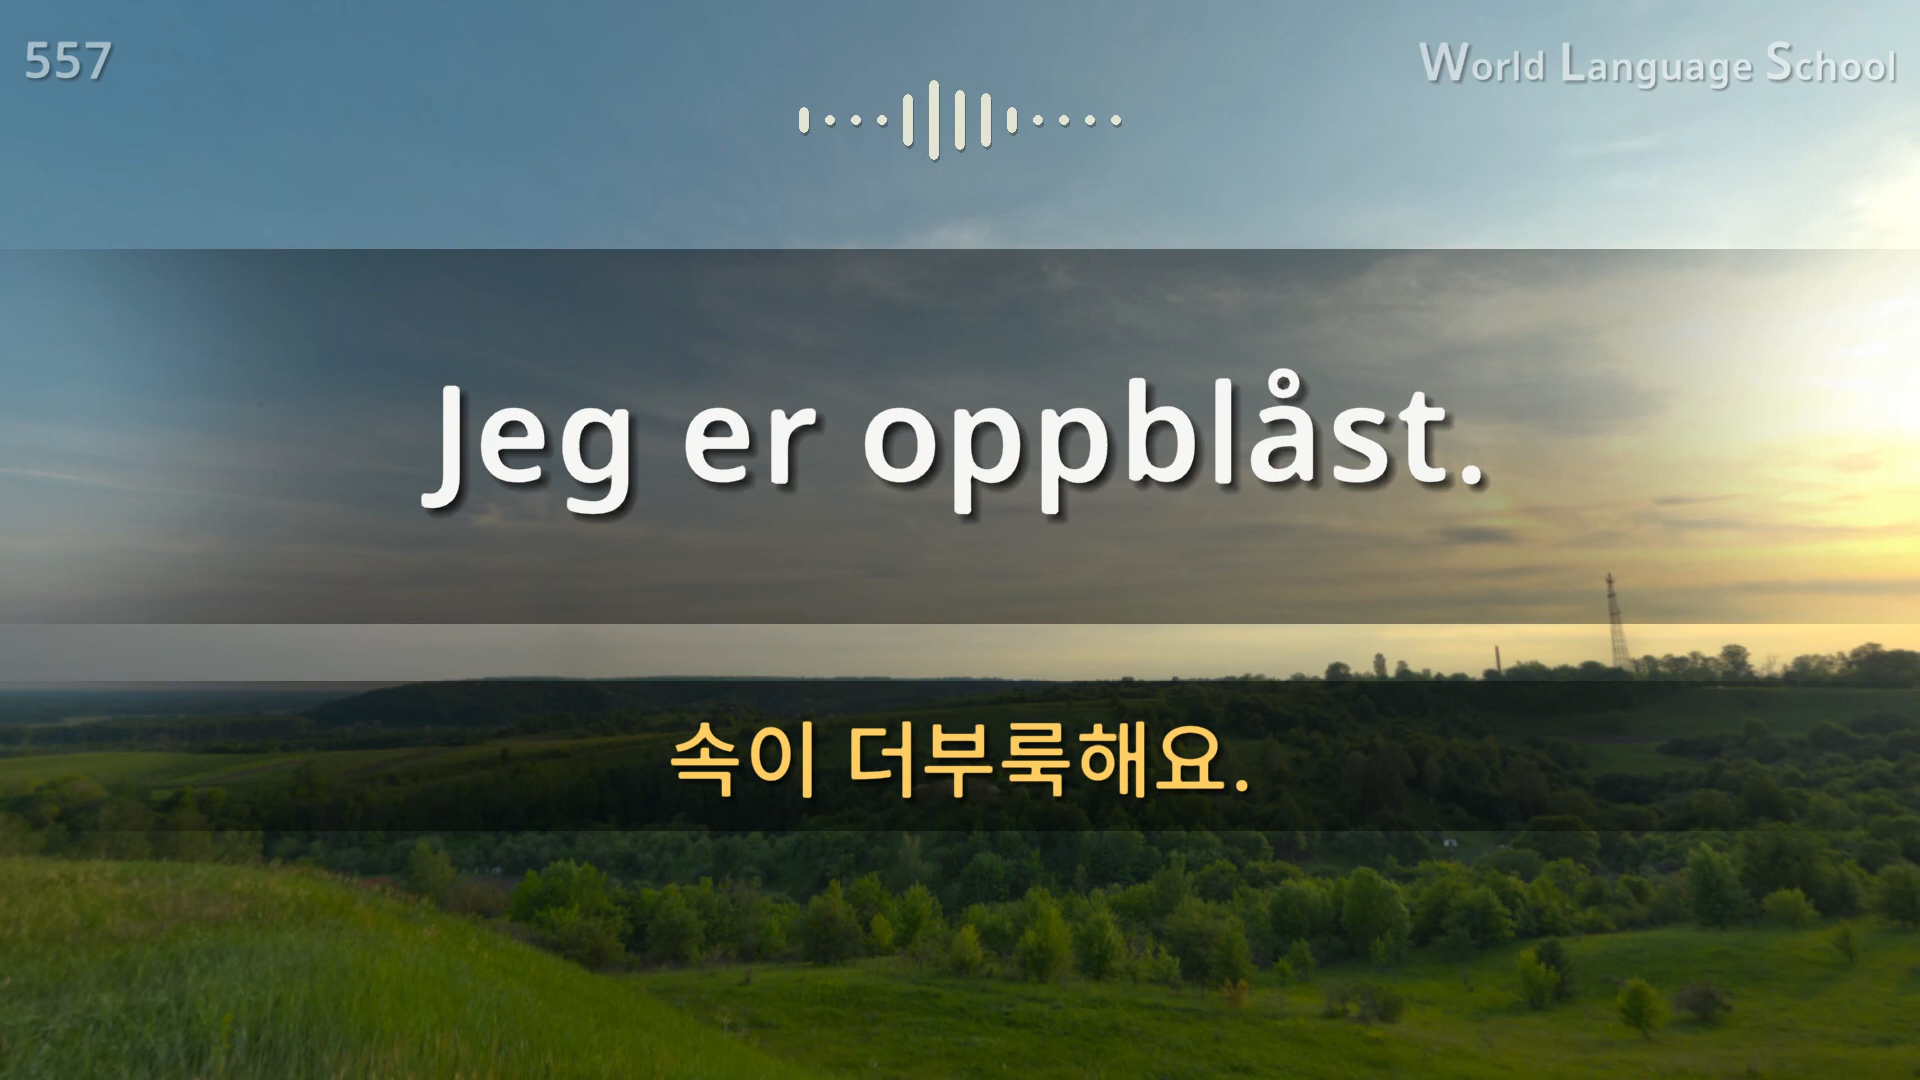 557
World Language School
Jeg er oppblåst.
속이 더부룩해요.